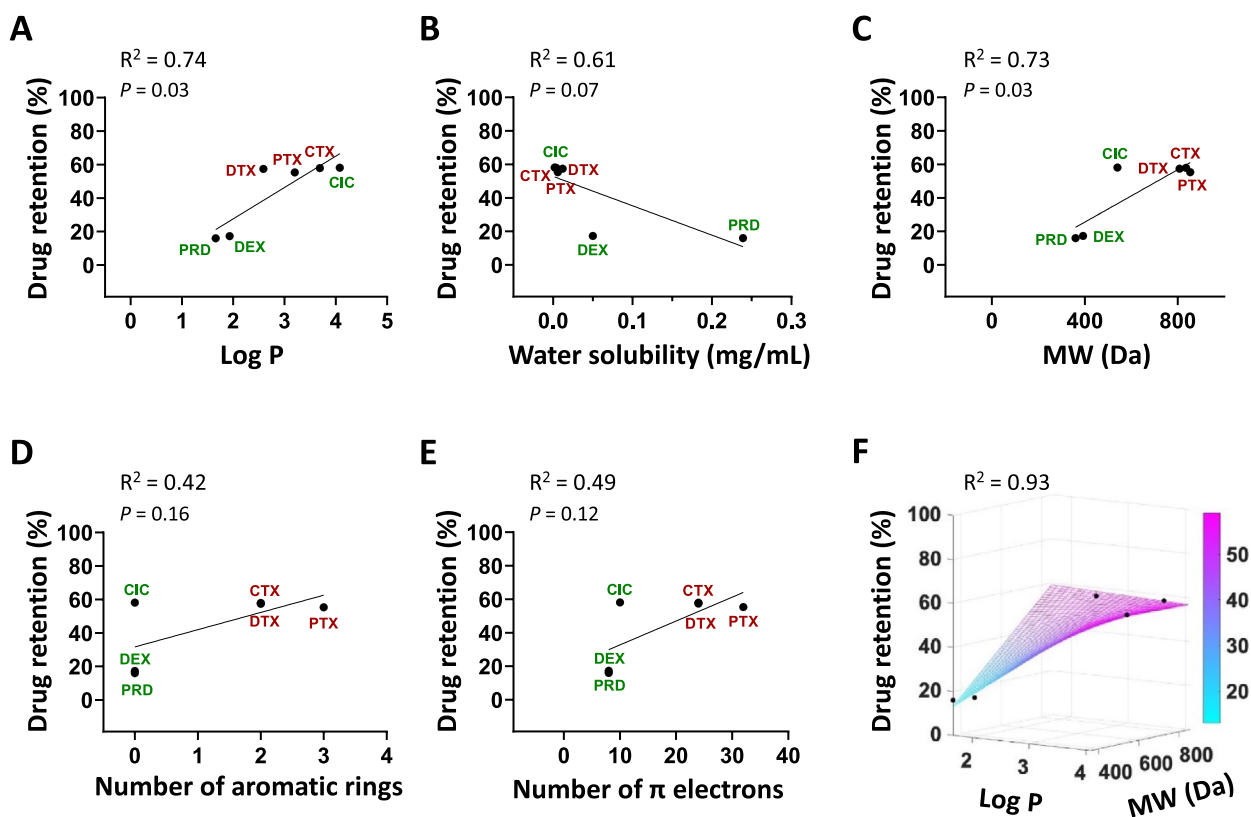 A
R² = 0.74
P = 0.03
Drug retention (%)
100
80
60
40
20
0
DTX
PTX
CTX
CIC
PRD
DEX
0 1 2 3 4 5
Log P
B
R² = 0.61
P = 0.07
Drug retention (%)
100
80
60
40
20
0
CIC
CTX
DTX
PTX
DEX
PRD
0.0 0.1 0.2 0.3
Water solubility (mg/mL)
C
R² = 0.73
P = 0.03
Drug retention (%)
100
80
60
40
20
0
CIC
CTX
DTX
PTX
PRD
DEX
0 400 800
MW (Da)
D
R² = 0.42
P = 0.16
Drug retention (%)
100
80
60
40
20
0
CIC
CTX
DTX
PTX
DEX
PRD
0 1 2 3 4
Number of aromatic rings
E
R² = 0.49
P = 0.12
Drug retention (%)
100
80
60
40
20
0
CIC
CTX
DTX
PTX
DEX
PRD
0 10 20 30 40
Number of π electrons
F
R² = 0.93
Drug retention (%)
100
80
60
40
20
0
2 3 4
Log P
400 600 800
MW (Da)
50
40
30
20